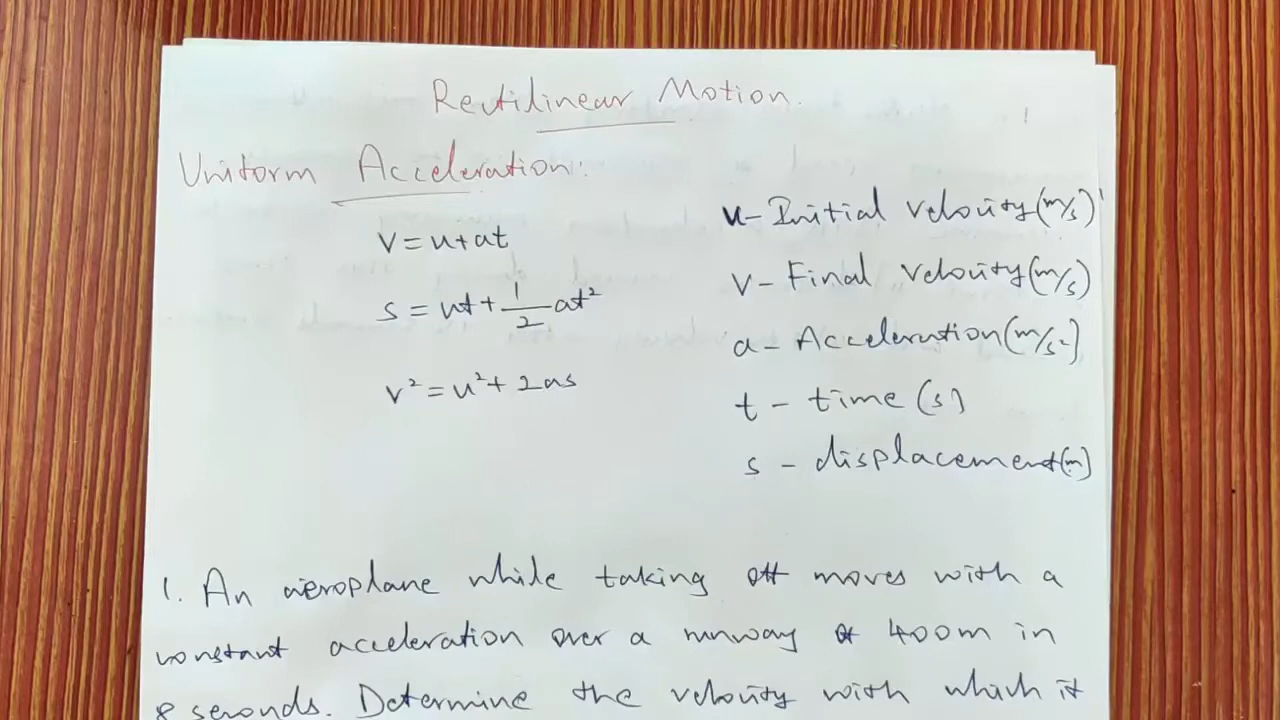 Rectilinear Motion.
Uniform Acceleration:
v = u + at
s = ut + 1/2 at²
v² = u² + 2as
u - Initial velocity (m/s)
v - Final velocity (m/s)
a - Acceleration (m/s²)
t - time (s)
s - displacement (m)
1. An aeroplane while taking off moves with a
constant acceleration over a runway of 400m in
8 seconds. Determine the velocity with which it